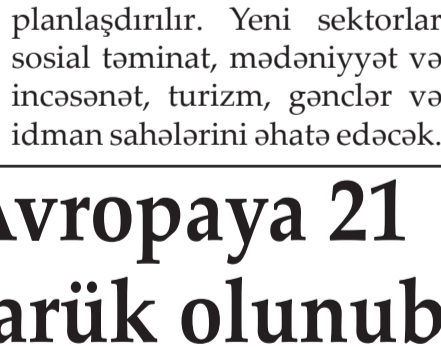 planlaşdırılır. Yeni sektorlar
sosial təminat, mədəniyyət və
incəsənət, turizm, gənclər və
idman sahələrini əhatə edəcək.
Avropaya 21
arük olunub